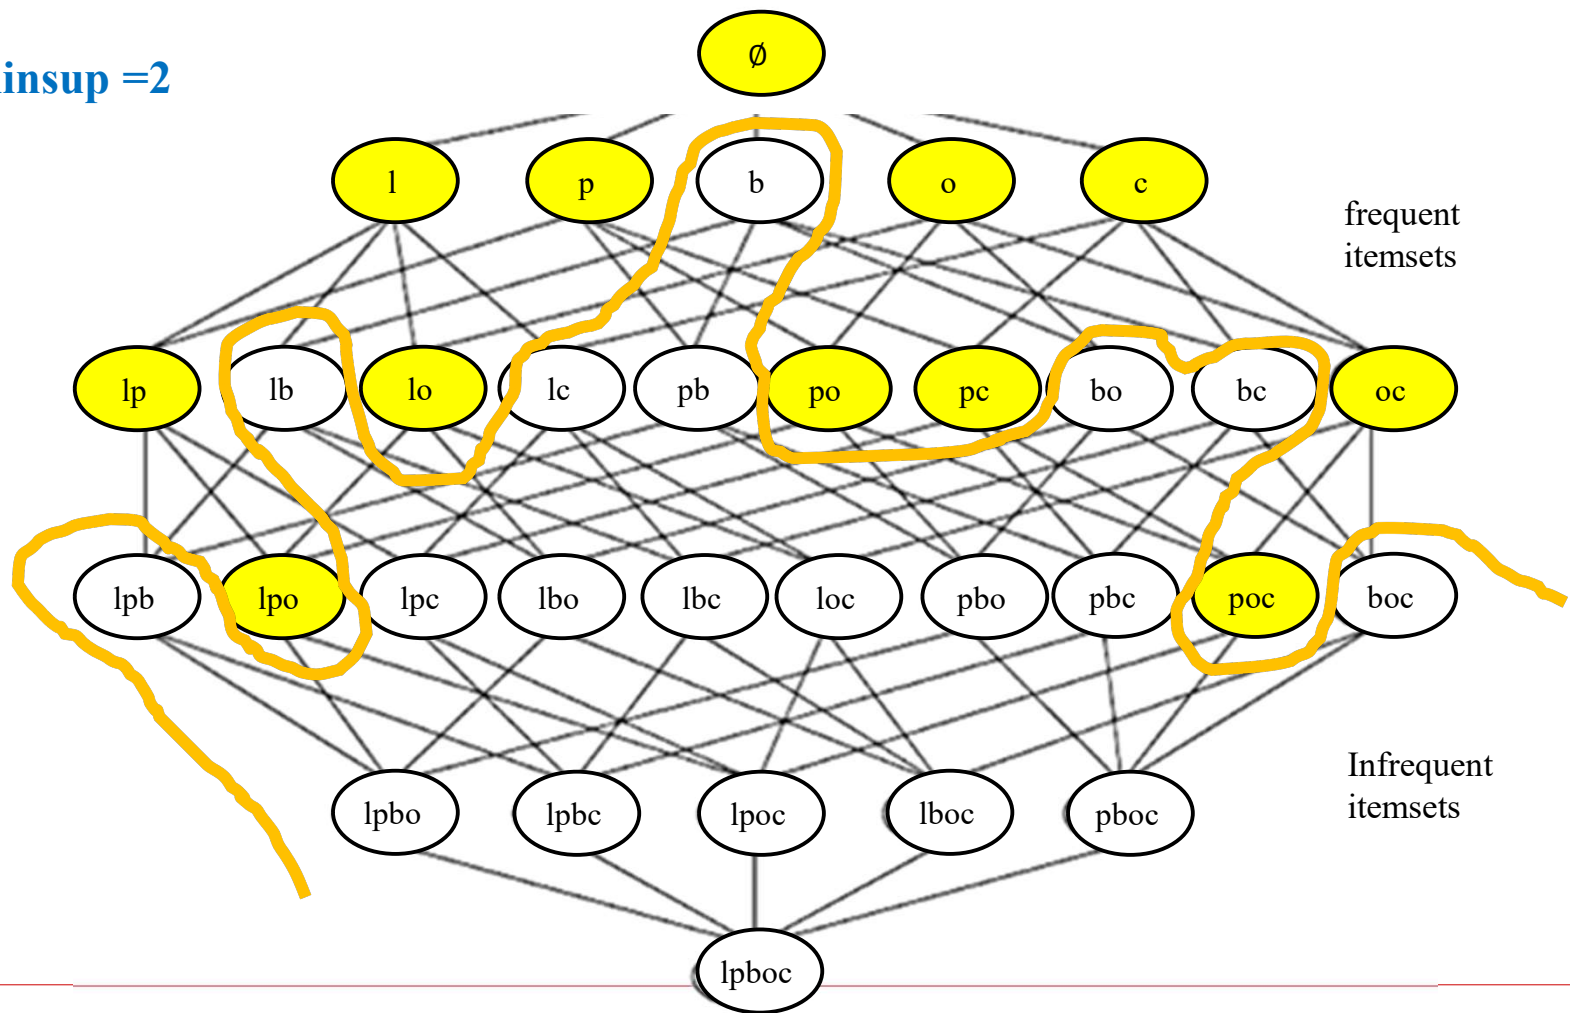 ∅
insup =2
l p b o c
frequent
itemsets
lp lb lo lc pb po pc bo bc oc
lpb lpo lpc lbo lbc loc pbo pbc poc boc
Infrequent
itemsets
lpbo lpbc lpoc lboc pboc
lpboc